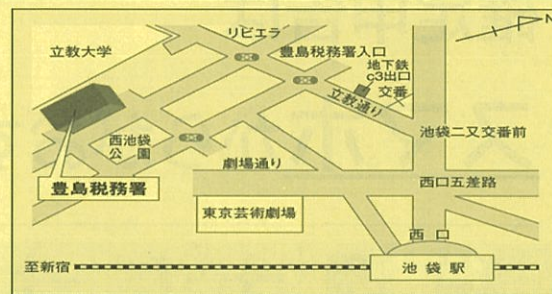 N
リビエラ
立教大学
豊島税務署入口
地下鉄
c3出口
交番
立教通り
池袋二又交番前
西池袋
公園
劇場通り
豊島税務署
西口五差路
東京芸術劇場
西口
至新宿
池袋駅